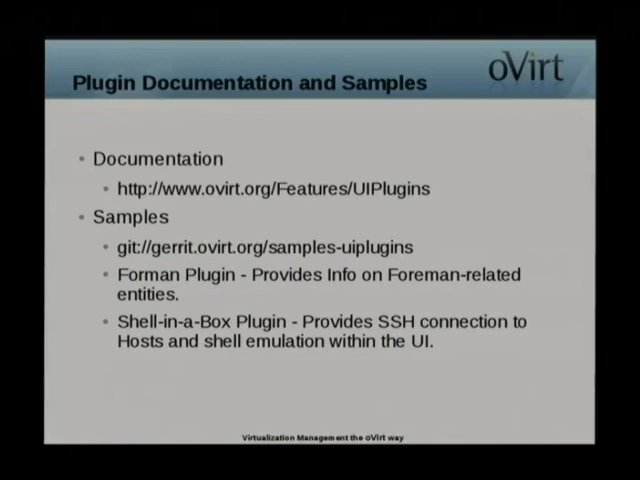 oVirt
Plugin Documentation and Samples
• Documentation
• http://www.ovirt.org/Features/UIPlugins
• Samples
• git://gerrit.ovirt.org/samples-uiplugins
• Forman Plugin - Provides Info on Foreman-related
entities.
• Shell-in-a-Box Plugin - Provides SSH connection to
Hosts and shell emulation within the UI.
Virtualization Management the oVirt way